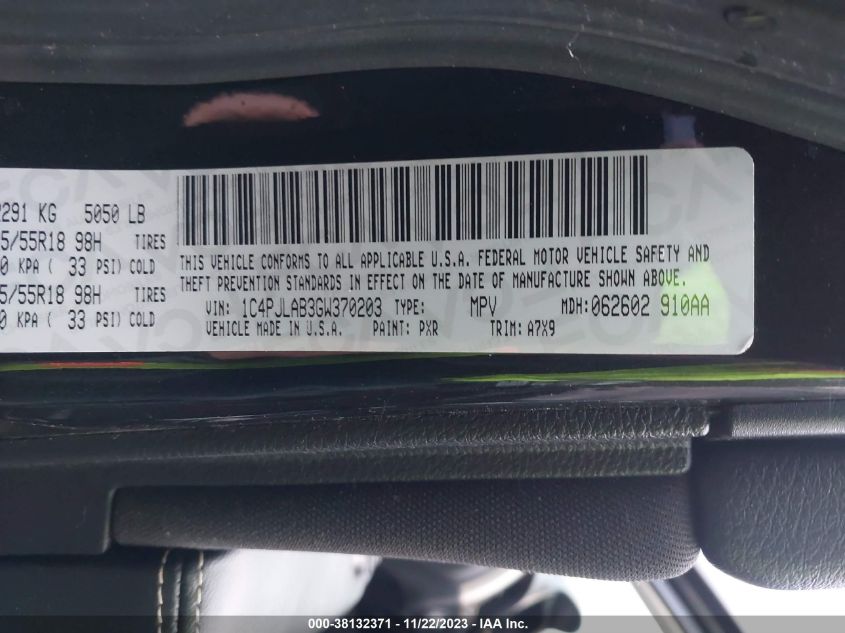 2291 KG 5050 LB
5/55R18 98H TIRES
0 KPA ( 33 PSI) COLD
5/55R18 98H TIRES
0 KPA ( 33 PSI) COLD
THIS VEHICLE CONFORMS TO ALL APPLICABLE U.S.A. FEDERAL MOTOR VEHICLE SAFETY AND
THEFT PREVENTION STANDARDS IN EFFECT ON THE DATE OF MANUFACTURE SHOWN ABOVE.
VIN: 1C4PJLAB3GW370203 TYPE: MPV MDH:062602 910AA
VEHICLE MADE IN U.S.A. PAINT: PXR TRIM: A7X9
000-38132371 - 11/22/2023 - IAA Inc.